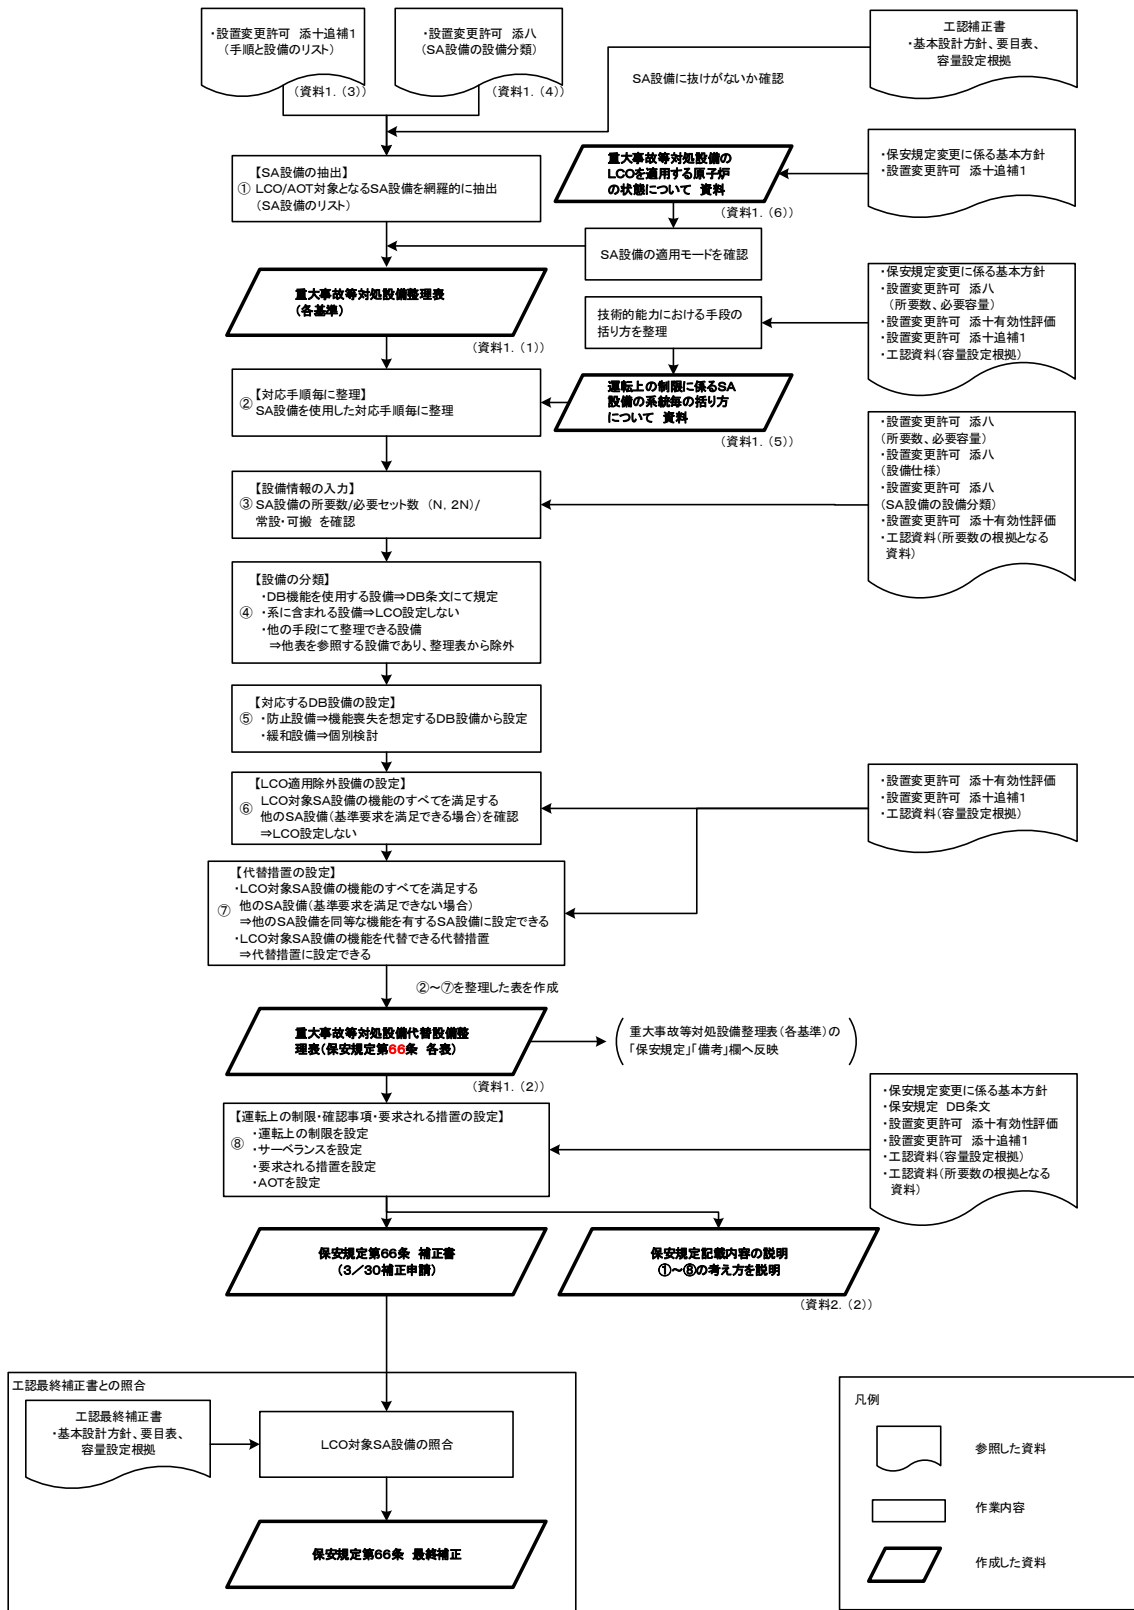 ・設置変更許可　添十追補1
(手順と設備のリスト)
(資料1．(3))
・設置変更許可　添八
(SA設備の設備分類)
(資料1．(4))
工認補正書
・基本設計方針、要目表、
容量設定根拠
SA設備に抜けがないか確認
【SA設備の抽出】
① LCO/AOT対象となるSA設備を網羅的に抽出
(SA設備のリスト)
重大事故等対処設備の
LCOを適用する原子炉
の状態について　資料
(資料1．(6))
・保安規定変更に係る基本方針
・設置変更許可　添十追補1
SA設備の適用モードを確認
重大事故等対処設備整理表
(各基準)
(資料1．(1))
技術的能力における手段の
括り方を整理
・保安規定変更に係る基本方針
・設置変更許可　添八
(所要数、必要容量)
・設置変更許可　添十有効性評価
・設置変更許可　添十追補1
・工認資料(容量設定根拠)
【対応手順毎に整理】
② SA設備を使用した対応手順毎に整理
運転上の制限に係るSA
設備の系統毎の括り方
について　資料
(資料1．(5))
【設備情報の入力】
③ SA設備の所要数/必要セット数　(N，2N)/
常設・可搬　を確認
・設置変更許可　添八
(所要数、必要容量)
・設置変更許可　添八
(設備仕様)
・設置変更許可　添八
(SA設備の設備分類)
・設置変更許可　添十有効性評価
・工認資料(所要数の根拠となる
資料)
【設備の分類】
・DB機能を使用する設備⇒DB条文にて規定
④ ・系に含まれる設備⇒LCO設定しない
・他の手段にて整理できる設備
⇒他表を参照する設備であり、整理表から除外
【対応するDB設備の設定】
⑤ ・防止設備⇒機能喪失を想定するDB設備から設定
・緩和設備⇒個別検討
【LCO適用除外設備の設定】
⑥ LCO対象SA設備の機能のすべてを満足する
他のSA設備(基準要求を満足できる場合)を確認
⇒LCO設定しない
・設置変更許可　添十有効性評価
・設置変更許可　添十追補1
・工認資料(容量設定根拠)
【代替措置の設定】
・LCO対象SA設備の機能のすべてを満足する
他のSA設備(基準要求を満足できない場合)
⑦ ⇒他のSA設備を同等な機能を有するSA設備に設定できる
・LCO対象SA設備の機能を代替できる代替措置
⇒代替措置に設定できる
②～⑦を整理した表を作成
重大事故等対処設備代替設備整
理表(保安規定第66条　各表)
(資料1．(2))
重大事故等対処設備整理表(各基準)の
「保安規定」「備考」欄へ反映
【運転上の制限・確認事項・要求される措置の設定】
・運転上の制限を設定
⑧ ・サーベランスを設定
・要求される措置を設定
・AOTを設定
・保安規定変更に係る基本方針
・保安規定　DB条文
・設置変更許可　添十有効性評価
・設置変更許可　添十追補1
・工認資料(容量設定根拠)
・工認資料(所要数の根拠となる
資料)
保安規定第66条　補正書
(3／30補正申請)
保安規定記載内容の説明
①～⑧の考え方を説明
(資料2．(2))
工認最終補正書との照合
工認最終補正書
・基本設計方針、要目表、
容量設定根拠
LCO対象SA設備の照合
保安規定第66条　最終補正
凡例
参照した資料
作業内容
作成した資料